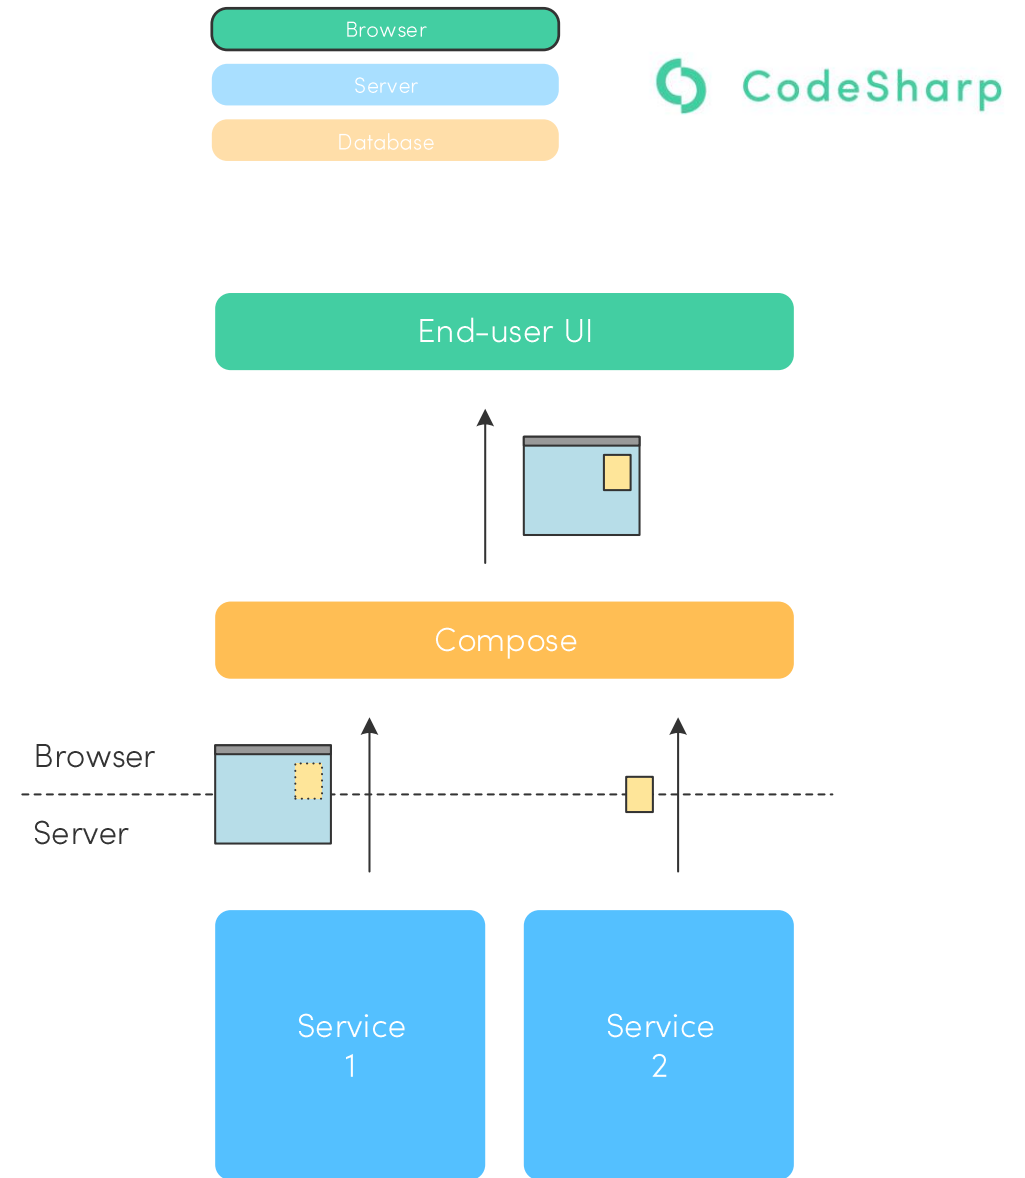 Browser
Server
Database
CodeSharp
End-user UI
Compose
Browser
Server
Service
1
Service
2